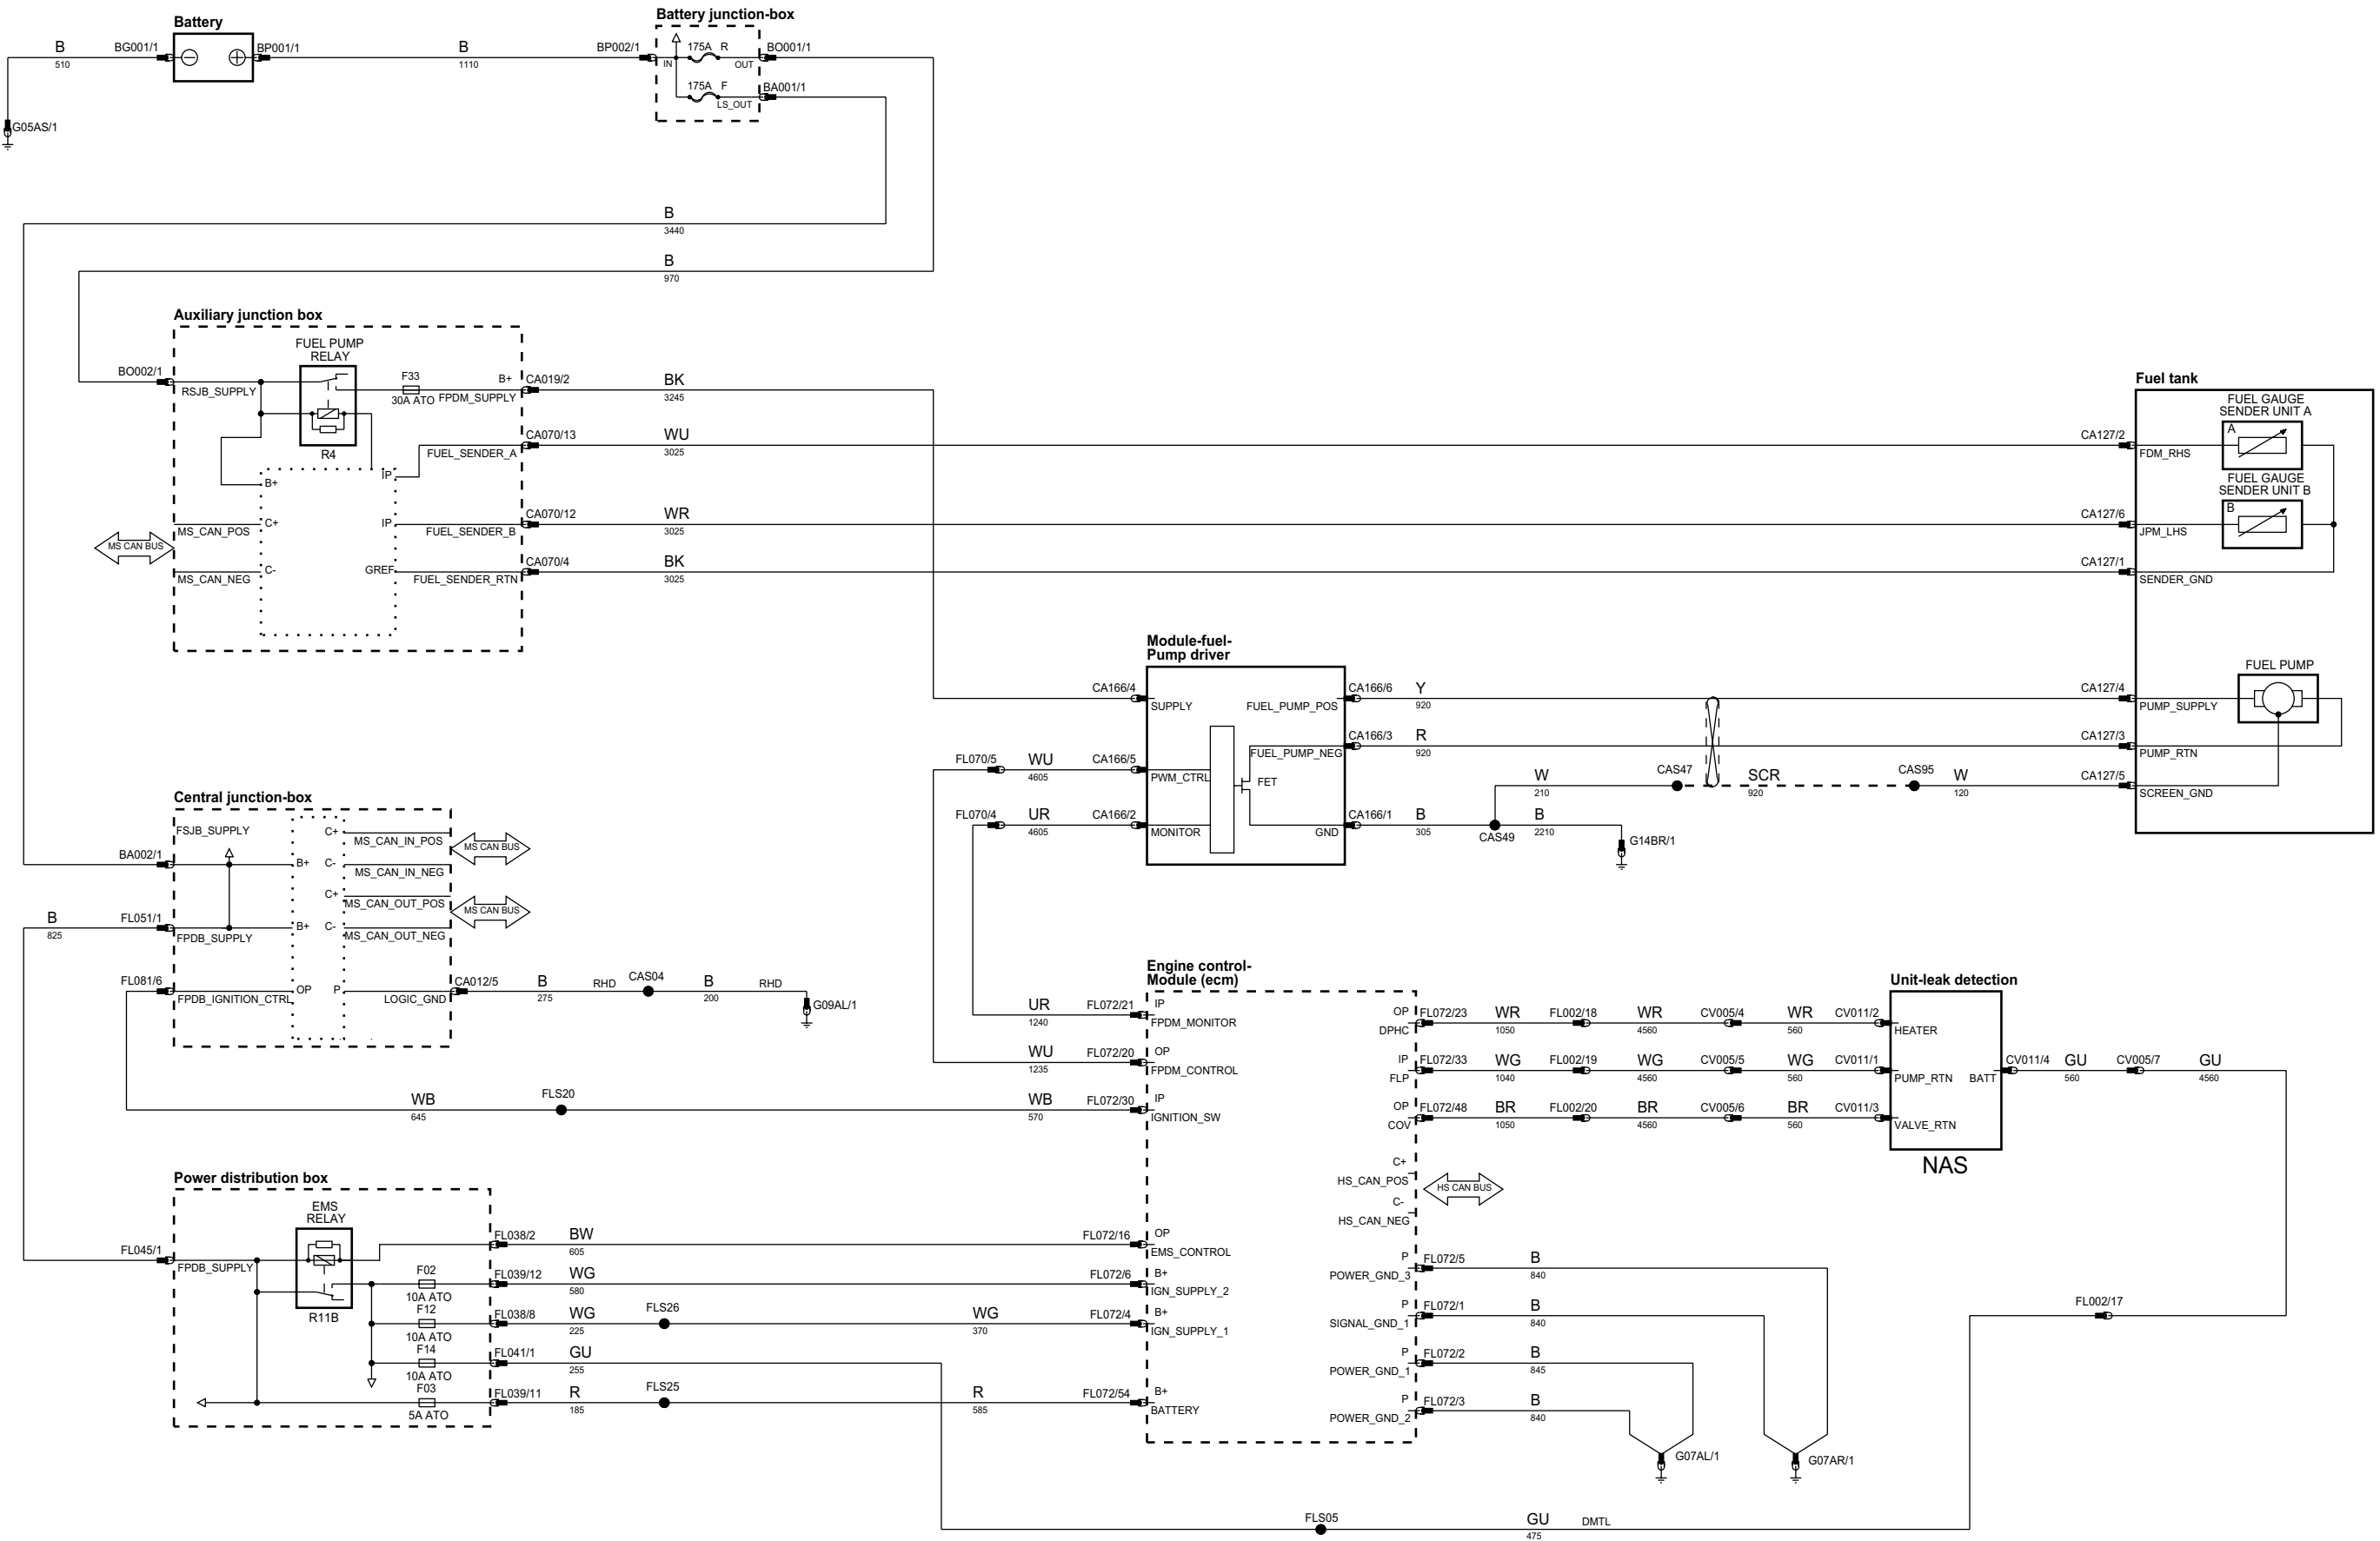 Battery
Battery junction-box
B
510
BG001/1
BP001/1
B
1110
BP002/1
IN
175A R
OUT
BO001/1
175A F
LS_OUT
BA001/1
G05AS/1
B
3440
B
970
Auxiliary junction box
FUEL PUMP
RELAY
BO002/1
RSJB_SUPPLY
F33
30A ATO
B+
FPDM_SUPPLY
CA019/2
BK
3245
R4
CA070/13
FUEL_SENDER_A
WU
3025
IP
B+
MS CAN BUS
MS_CAN_POS
C+
IP
FUEL_SENDER_B
CA070/12
WR
3025
MS_CAN_NEG
C-
GREF
FUEL_SENDER_RTN
CA070/4
BK
3025
Fuel tank
FUEL GAUGE
SENDER UNIT A
A
CA127/2
FDM_RHS
FUEL GAUGE
SENDER UNIT B
B
CA127/6
JPM_LHS
CA127/1
SENDER_GND
FUEL PUMP
CA127/4
PUMP_SUPPLY
CA127/3
PUMP_RTN
CA127/5
SCREEN_GND
Module-fuel-
Pump driver
CA166/4
SUPPLY
FUEL_PUMP_POS
CA166/6
Y
920
FUEL_PUMP_NEG
CA166/3
R
920
FL070/5
WU
4605
CA166/5
PWM_CTRL
FET
FL070/4
UR
4605
CA166/2
MONITOR
GND
CA166/1
B
305
CAS49
W
210
CAS47
SCR
920
CAS95
W
120
B
2210
G14BR/1
Central junction-box
FSJB_SUPPLY
BA002/1
B+
C+
MS_CAN_IN_POS
C-
MS_CAN_IN_NEG
MS CAN BUS
C+
MS_CAN_OUT_POS
C-
MS_CAN_OUT_NEG
MS CAN BUS
B
825
FL051/1
FPDB_SUPPLY
B+
FL081/6
FPDB_IGNITION_CTRL
OP
P
LOGIC_GND
CA012/5
B
275
RHD
CAS04
B
200
RHD
G09AL/1
Engine control-
Module (ecm)
UR
1240
FL072/21
IP
FPDM_MONITOR
WU
1235
FL072/20
OP
FPDM_CONTROL
WB
645
FLS20
WB
570
FL072/30
IP
IGNITION_SW
OP
DPHC
FL072/23
WR
1050
FL002/18
WR
4560
CV005/4
WR
560
CV011/2
IP
FLP
FL072/33
WG
1040
FL002/19
WG
4560
CV005/5
WG
560
CV011/1
OP
COV
FL072/48
BR
1050
FL002/20
BR
4560
CV005/6
BR
560
CV011/3
Unit-leak detection
HEATER
PUMP_RTN
BATT
VALVE_RTN
NAS
CV011/4
GU
560
CV005/7
GU
4560
C+
HS_CAN_POS
C-
HS_CAN_NEG
HS CAN BUS
Power distribution box
EMS
RELAY
FL045/1
FPDB_SUPPLY
R11B
FL038/2
BW
605
FL072/16
OP
EMS_CONTROL
F02
10A ATO
FL039/12
WG
580
FL072/6
B+
IGN_SUPPLY_2
F12
10A ATO
FL038/8
WG
225
FLS26
WG
370
FL072/4
B+
IGN_SUPPLY_1
F14
10A ATO
FL041/1
GU
255
F03
5A ATO
FL039/11
R
185
FLS25
R
585
FL072/54
B+
BATTERY
P
POWER_GND_3
FL072/5
B
840
P
SIGNAL_GND_1
FL072/1
B
840
P
POWER_GND_1
FL072/2
B
845
P
POWER_GND_2
FL072/3
B
840
G07AL/1
G07AR/1
FL002/17
FLS05
GU
475
DMTL